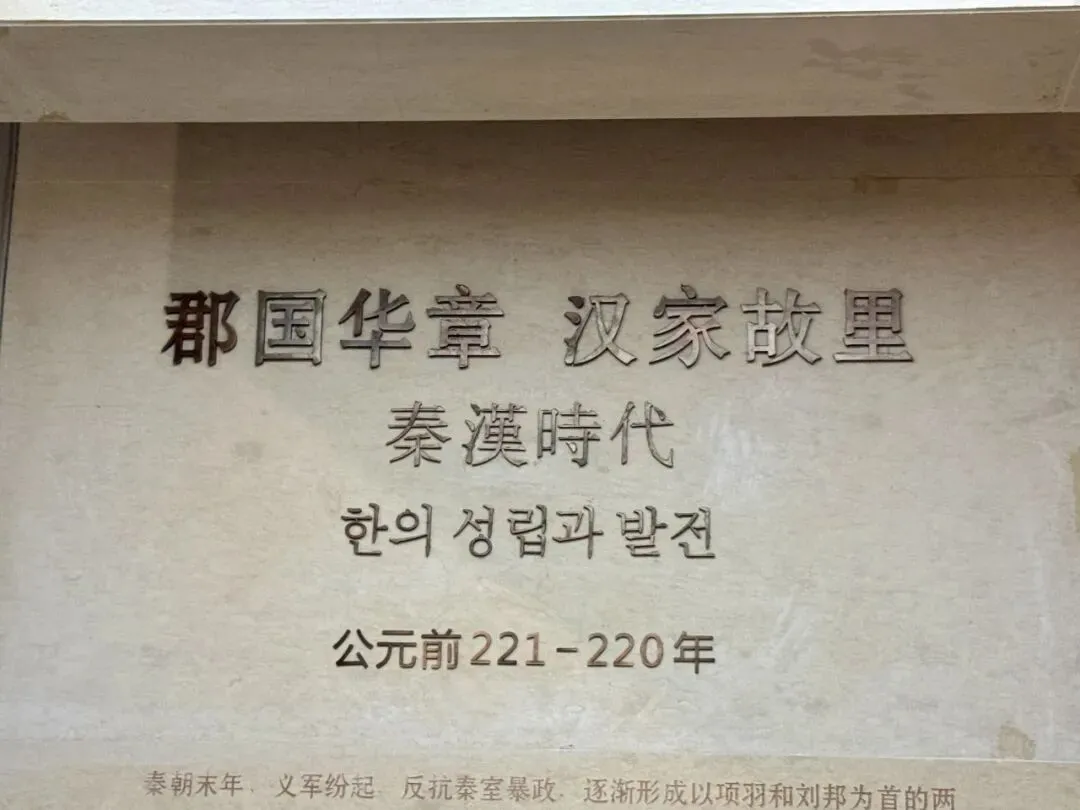 郡国华章 汉家故里
秦漢時代
한의 성립과 발전
公元前221-220年
秦朝末年，义军纷起，反抗秦室暴政，逐渐形成以项羽和刘邦为首的两